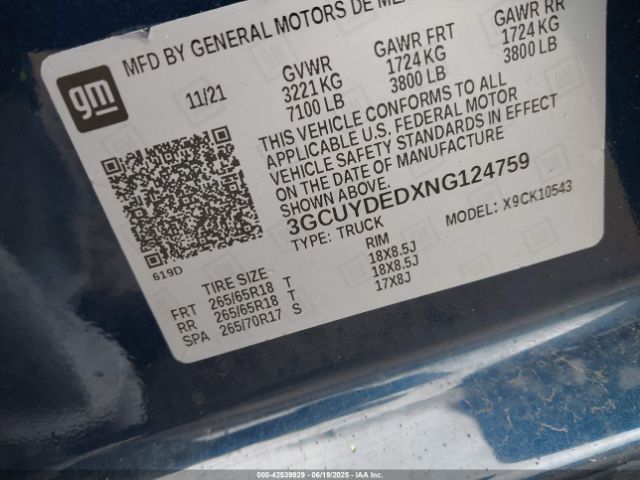 MFD BY GENERAL MOTORS DE
gm
11/21
GVWR GAWR FRT GAWR RR
3221 KG 1724 KG 1724 KG
7100 LB 3800 LB 3800 LB
THIS VEHICLE CONFORMS TO ALL
APPLICABLE U.S. FEDERAL MOTOR
VEHICLE SAFETY STANDARDS IN EFFECT
ON THE DATE OF MANUFACTURE
SHOWN ABOVE.
3GCUYDEDXNG124759
TYPE: TRUCK MODEL: X9CK10543
619D
TIRE SIZE RIM
FRT 265/65R18 T 18X8.5J
RR 265/65R18 T 18X8.5J
SPA 265/70R17 S 17X8J
000-42539929 - 06/19/2025 - IAAI.COM